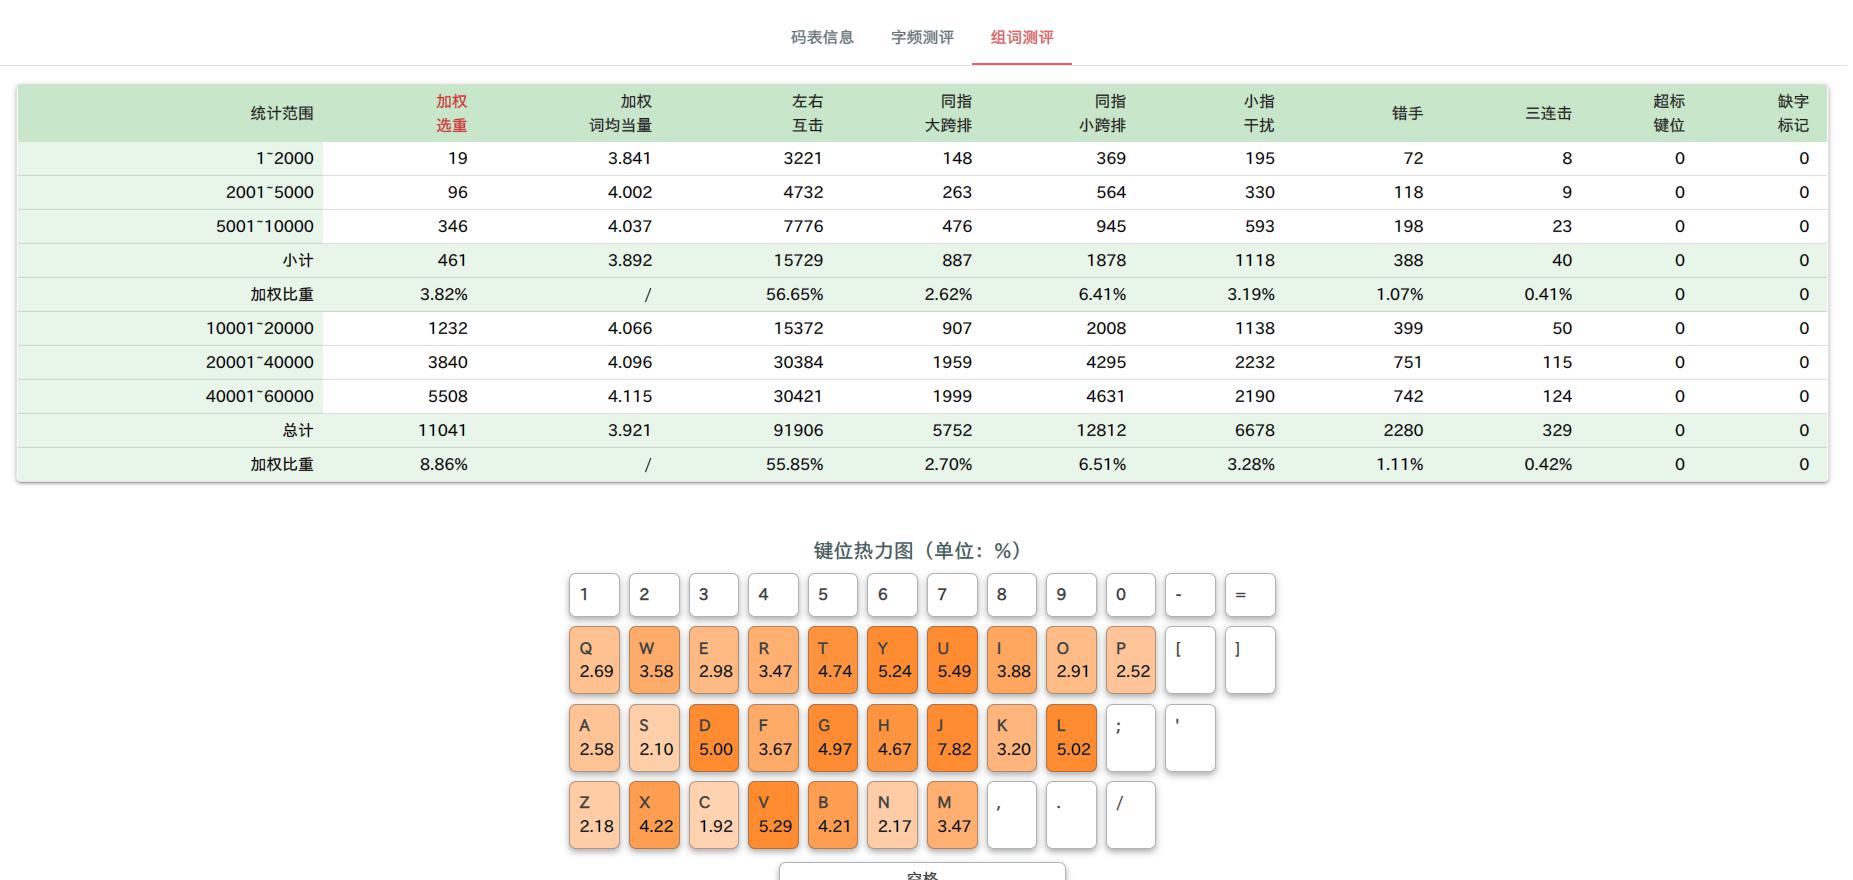 码表信息 字频测评 组词测评
统计范围 加权选重 加权词均当量 左右互击 同指大跨排 同指小跨排 小指干扰 错手 三连击 超标键位 缺字标记
1~2000 19 3.841 3221 148 369 195 72 8 0 0
2001~5000 96 4.002 4732 263 564 330 118 9 0 0
5001~10000 346 4.037 7776 476 945 593 198 23 0 0
小计 461 3.892 15729 887 1878 1118 388 40 0 0
加权比重 3.82% / 56.65% 2.62% 6.41% 3.19% 1.07% 0.41% 0 0
10001~20000 1232 4.066 15372 907 2008 1138 399 50 0 0
20001~40000 3840 4.096 30384 1959 4295 2232 751 115 0 0
40001~60000 5508 4.115 30421 1999 4631 2190 742 124 0 0
总计 11041 3.921 91906 5752 12812 6678 2280 329 0 0
加权比重 8.86% / 55.85% 2.70% 6.51% 3.28% 1.11% 0.42% 0 0
键位热力图（单位：%）
1 2 3 4 5 6 7 8 9 0 - =
Q W E R T Y U I O P [ ]
2.69 3.58 2.98 3.47 4.74 5.24 5.49 3.88 2.91 2.52
A S D F G H J K L ; '
2.58 2.10 5.00 3.67 4.97 4.67 7.82 3.20 5.02
Z X C V B N M , . /
2.18 4.22 1.92 5.29 4.21 2.17 3.47
空格